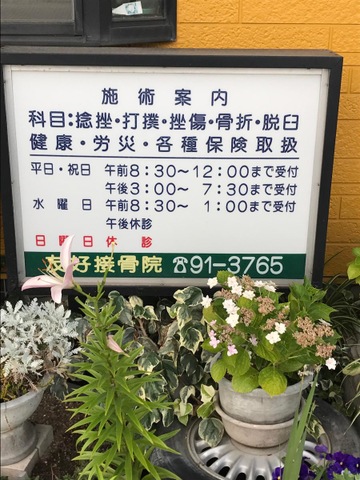 施術案内
科目:捻挫・打撲・挫傷・骨折・脱臼
健康・労災・各種保険取扱
平日・祝日 午前8:30~12:00まで受付
午後3:00~7:30まで受付
水曜日 午前8:30~1:00まで受付
午後休診
日曜日休診
友好接骨院 ☎91-3765